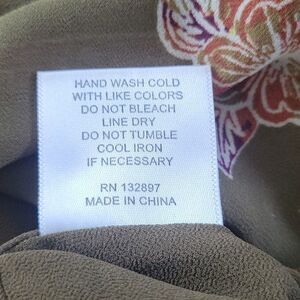 HAND WASH COLD
WITH LIKE COLORS
DO NOT BLEACH
LINE DRY
DO NOT TUMBLE
COOL IRON
IF NECESSARY
RN 132897
MADE IN CHINA